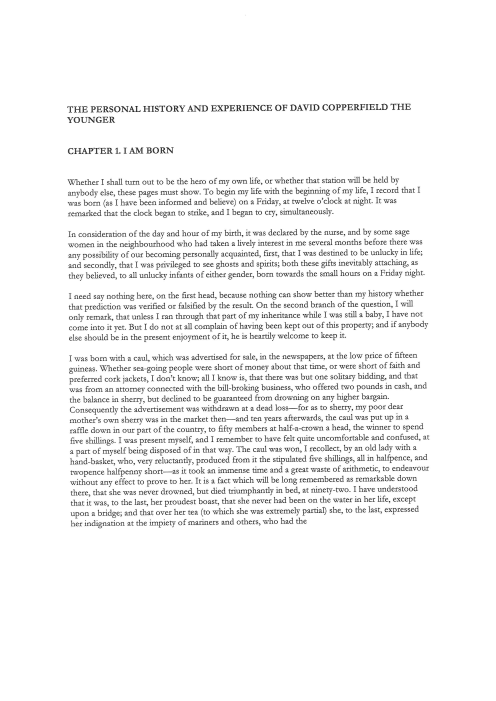 THE PERSONAL HISTORY AND EXPERIENCE OF DAVID COPPERFIELD THE
YOUNGER
CHAPTER 1. I AM BORN
Whether I shall turn out to be the hero of my own life, or whether that station will be held by
anybody else, these pages must show. To begin my life with the beginning of my life, I record that I
was born (as I have been informed and believe) on a Friday, at twelve o'clock at night. It was
remarked that the clock began to strike, and I began to cry, simultaneously.
In consideration of the day and hour of my birth, it was declared by the nurse, and by some sage
women in the neighbourhood who had taken a lively interest in me several months before there was
any possibility of our becoming personally acquainted, first, that I was destined to be unlucky in life;
and secondly, that I was privileged to see ghosts and spirits; both these gifts inevitably attaching, as
they believed, to all unlucky infants of either gender, born towards the small hours on a Friday night.
I need say nothing here, on the first head, because nothing can show better than my history whether
that prediction was verified or falsified by the result. On the second branch of the question, I will
only remark, that unless I ran through that part of my inheritance while I was still a baby, I have not
come into it yet. But I do not at all complain of having been kept out of this property; and if anybody
else should be in the present enjoyment of it, he is heartily welcome to keep it.
I was born with a caul, which was advertised for sale, in the newspapers, at the low price of fifteen
guineas. Whether sea-going people were short of money about that time, or were short of faith and
preferred cork jackets, I don't know; all I know is, that there was but one solitary bidding, and that
was from an attorney connected with the bill-broking business, who offered two pounds in cash, and
the balance in sherry, but declined to be guaranteed from drowning on any higher bargain.
Consequently the advertisement was withdrawn at a dead loss—for as to sherry, my poor dear
mother's own sherry was in the market then—and ten years afterwards, the caul was put up in a
raffle down in our part of the country, to fifty members at half-a-crown a head, the winner to spend
five shillings. I was present myself, and I remember to have felt quite uncomfortable and confused, at
a part of myself being disposed of in that way. The caul was won, I recollect, by an old lady with a
hand-basket, who, very reluctantly, produced from it the stipulated five shillings, all in halfpence, and
twopence halfpenny short—as it took an immense time and a great waste of arithmetic, to endeavour
without any effect to prove to her. It is a fact which will be long remembered as remarkable down
there, that she was never drowned, but died triumphantly in bed, at ninety-two. I have understood
that it was, to the last, her proudest boast, that she never had been on the water in her life, except
upon a bridge; and that over her tea (to which she was extremely partial) she, to the last, expressed
her indignation at the impiety of mariners and others, who had the